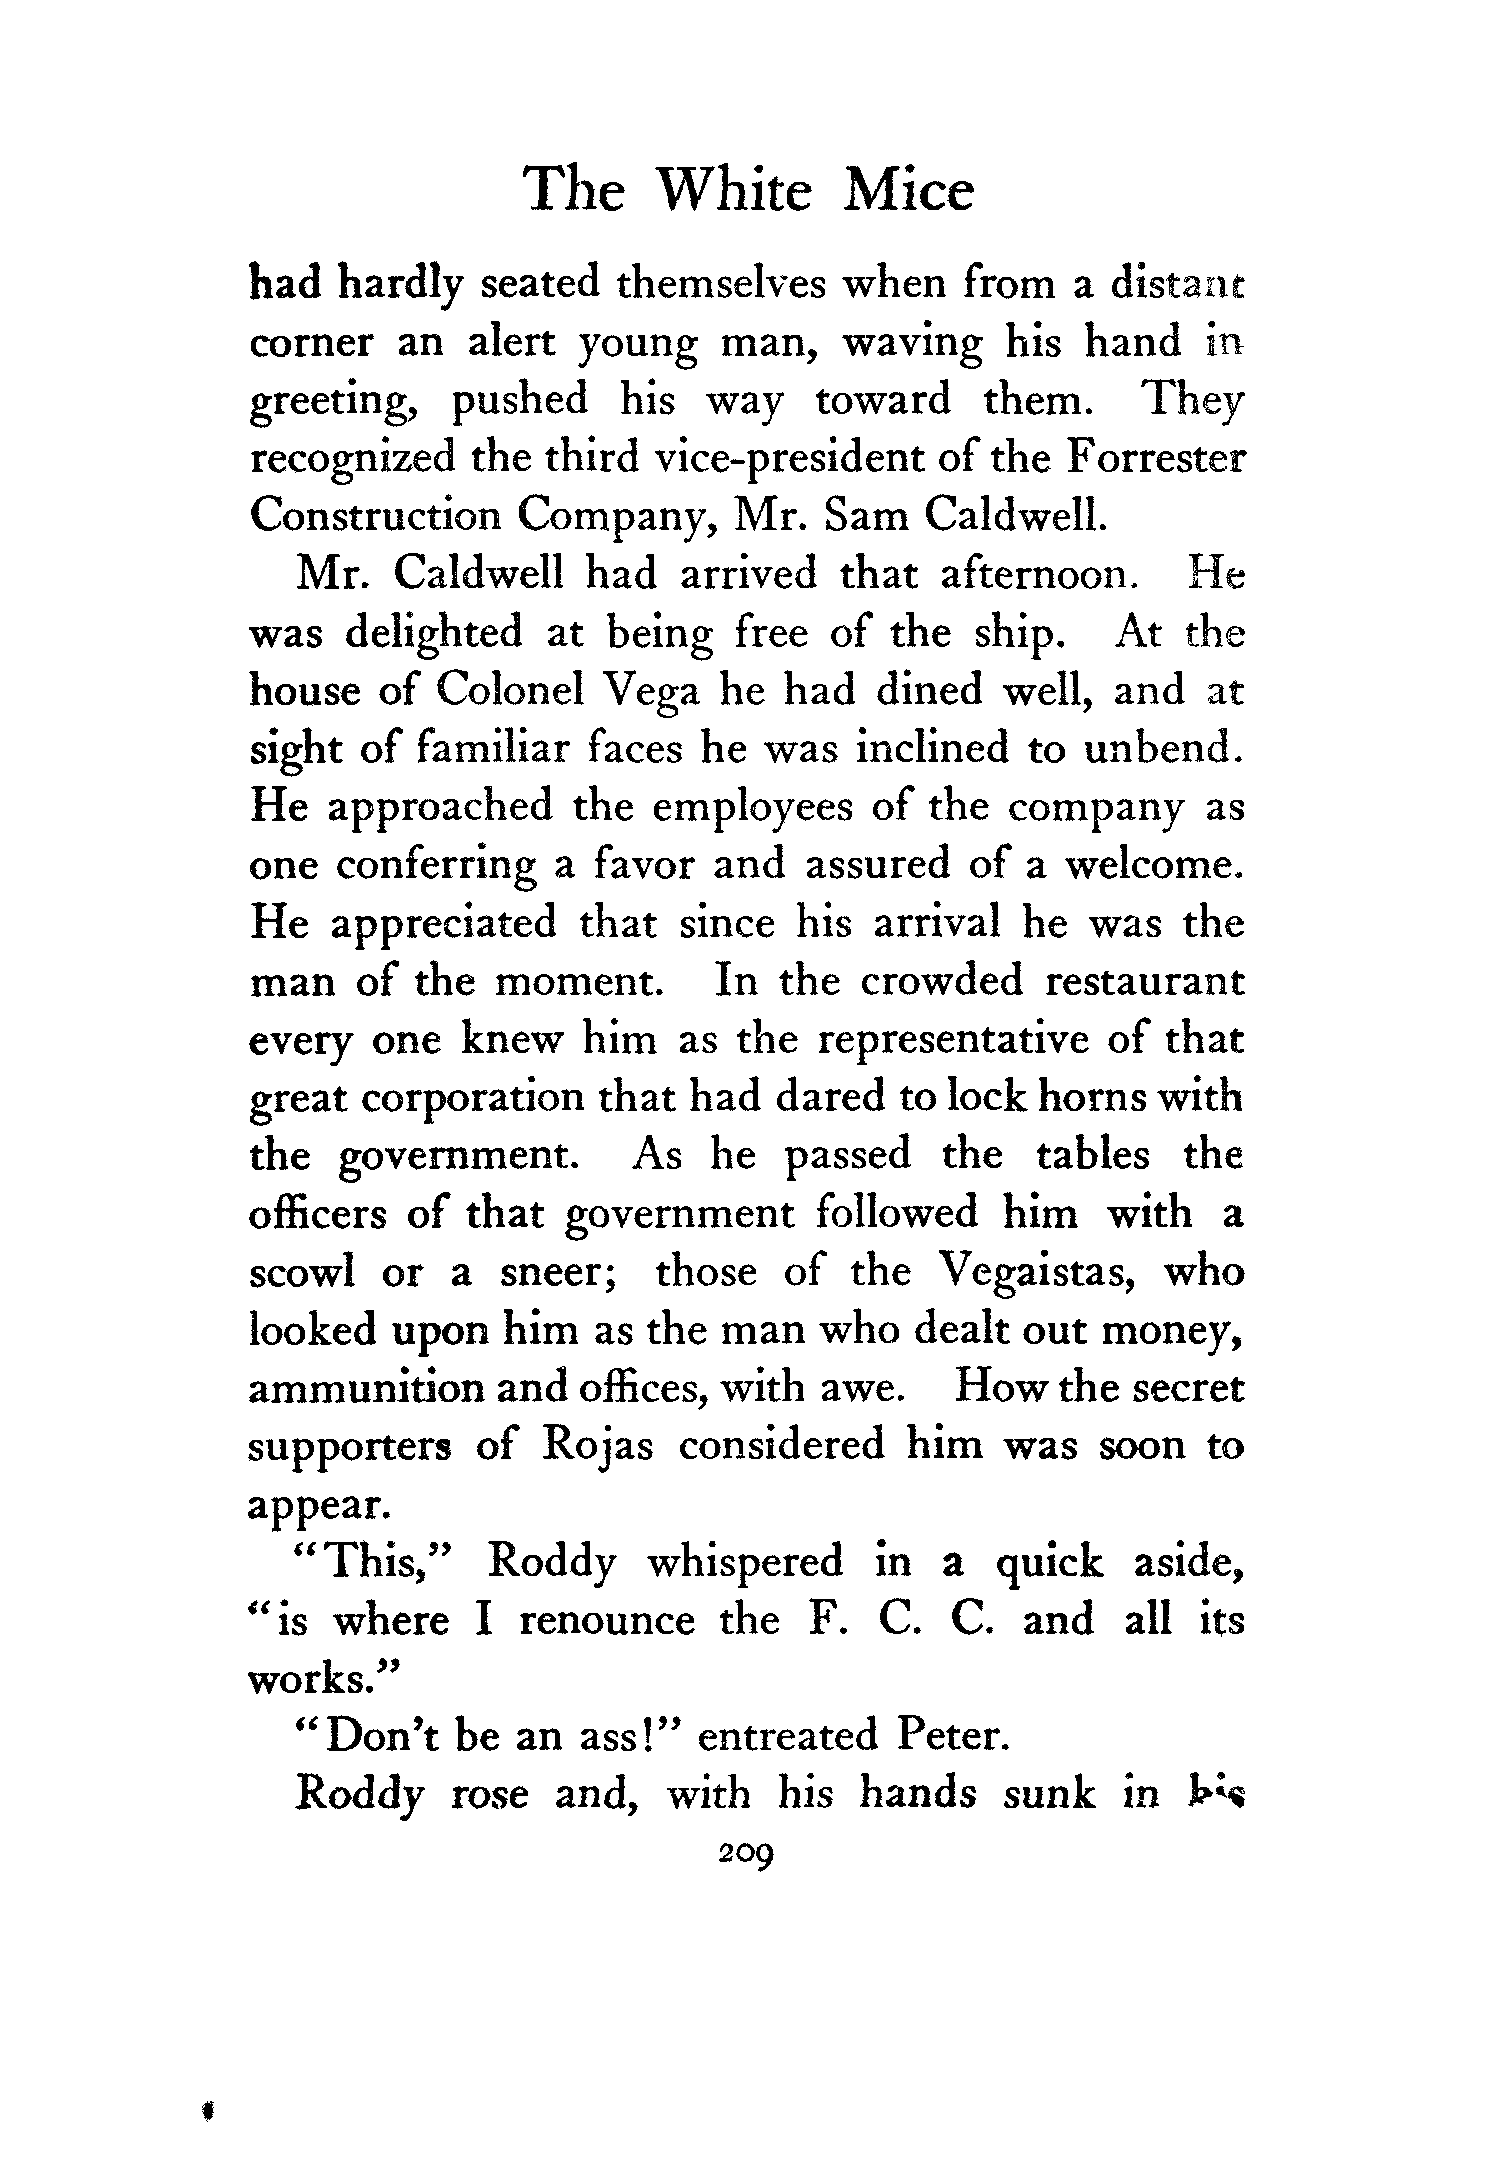 The White Mice
had hardly seated themselves when from a distant
corner an alert young man, waving his hand in
greeting, pushed his way toward them. They
recognized the third vice-president of the Forrester
Construction Company, Mr. Sam Caldwell.
Mr. Caldwell had arrived that afternoon. He
was delighted at being free of the ship. At the
house of Colonel Vega he had dined well, and at
sight of familiar faces he was inclined to unbend.
He approached the employees of the company as
one conferring a favor and assured of a welcome.
He appreciated that since his arrival he was the
man of the moment. In the crowded restaurant
every one knew him as the representative of that
great corporation that had dared to lock horns with
the government. As he passed the tables the
officers of that government followed him with a
scowl or a sneer; those of the Vegaistas, who
looked upon him as the man who dealt out money,
ammunition and offices, with awe. How the secret
supporters of Rojas considered him was soon to
appear.
"This," Roddy whispered in a quick aside,
"is where I renounce the F. C. C. and all its
works."
"Don't be an ass!" entreated Peter.
Roddy rose and, with his hands sunk in his
209